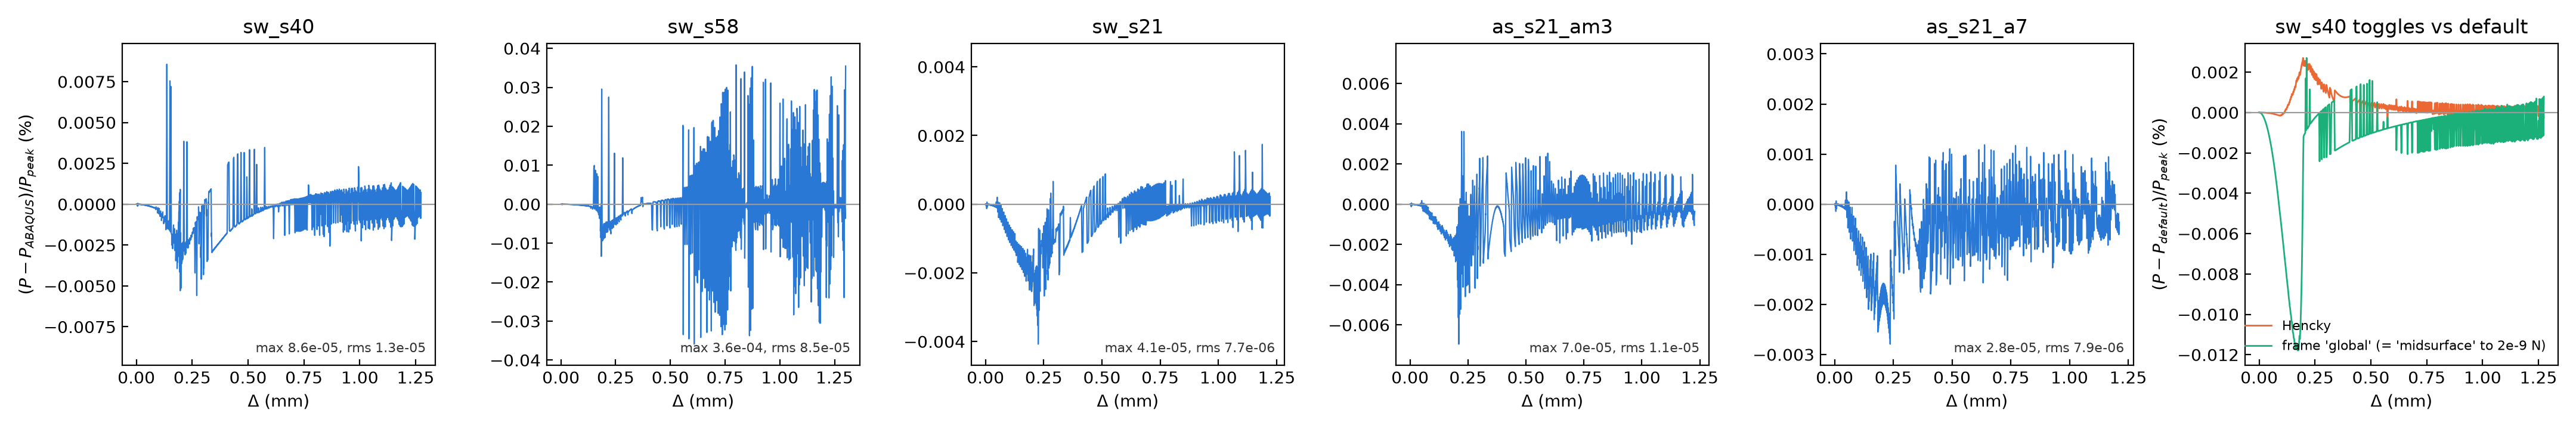 sw_s40
(P − P_ABAQUS)/P_peak (%)
0.0075
0.0050
0.0025
0.0000
−0.0025
−0.0050
−0.0075
max 8.6e-05, rms 1.3e-05
0.00 0.25 0.50 0.75 1.00 1.25
Δ (mm)
sw_s58
0.04
0.03
0.02
0.01
0.00
−0.01
−0.02
−0.03
−0.04
max 3.6e-04, rms 8.5e-05
0.00 0.25 0.50 0.75 1.00 1.25
Δ (mm)
sw_s21
0.004
0.002
0.000
−0.002
−0.004
max 4.1e-05, rms 7.7e-06
0.00 0.25 0.50 0.75 1.00 1.25
Δ (mm)
as_s21_am3
0.006
0.004
0.002
0.000
−0.002
−0.004
−0.006
max 7.0e-05, rms 1.1e-05
0.00 0.25 0.50 0.75 1.00 1.25
Δ (mm)
as_s21_a7
0.003
0.002
0.001
0.000
−0.001
−0.002
−0.003
max 2.8e-05, rms 7.9e-06
0.00 0.25 0.50 0.75 1.00 1.25
Δ (mm)
sw_s40 toggles vs default
(P − P_default)/P_peak (%)
0.002
0.000
−0.002
−0.004
−0.006
−0.008
−0.010
−0.012
Hencky
frame 'global' (= 'midsurface' to 2e-9 N)
0.00 0.25 0.50 0.75 1.00 1.25
Δ (mm)